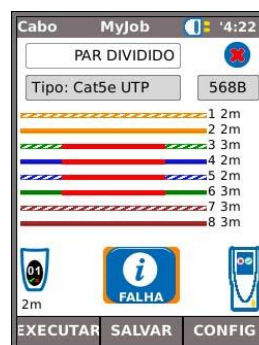 Cabo MyJob '4:22
PAR DIVIDIDO
Tipo: Cat5e UTP 568B
1 2m
2 2m
3 3m
4 2m
5 2m
6 3m
7 3m
8 3m
01
i
2m
FALHA
EXECUTAR SALVAR CONFIG